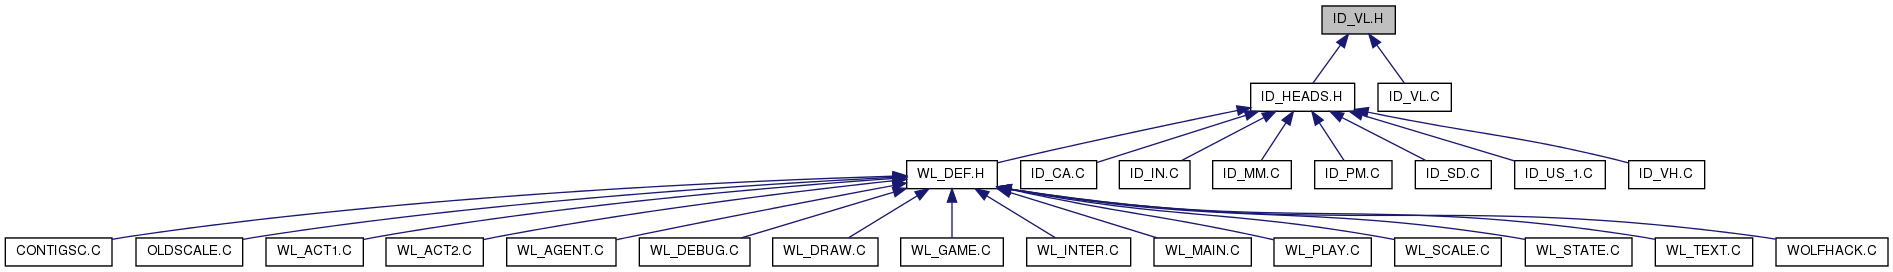 ID_VL.H
ID_HEADS.H
ID_VL.C
WL_DEF.H
ID_CA.C
ID_IN.C
ID_MM.C
ID_PM.C
ID_SD.C
ID_US_1.C
ID_VH.C
CONTIGSC.C
OLDSCALE.C
WL_ACT1.C
WL_ACT2.C
WL_AGENT.C
WL_DEBUG.C
WL_DRAW.C
WL_GAME.C
WL_INTER.C
WL_MAIN.C
WL_PLAY.C
WL_SCALE.C
WL_STATE.C
WL_TEXT.C
WOLFHACK.C